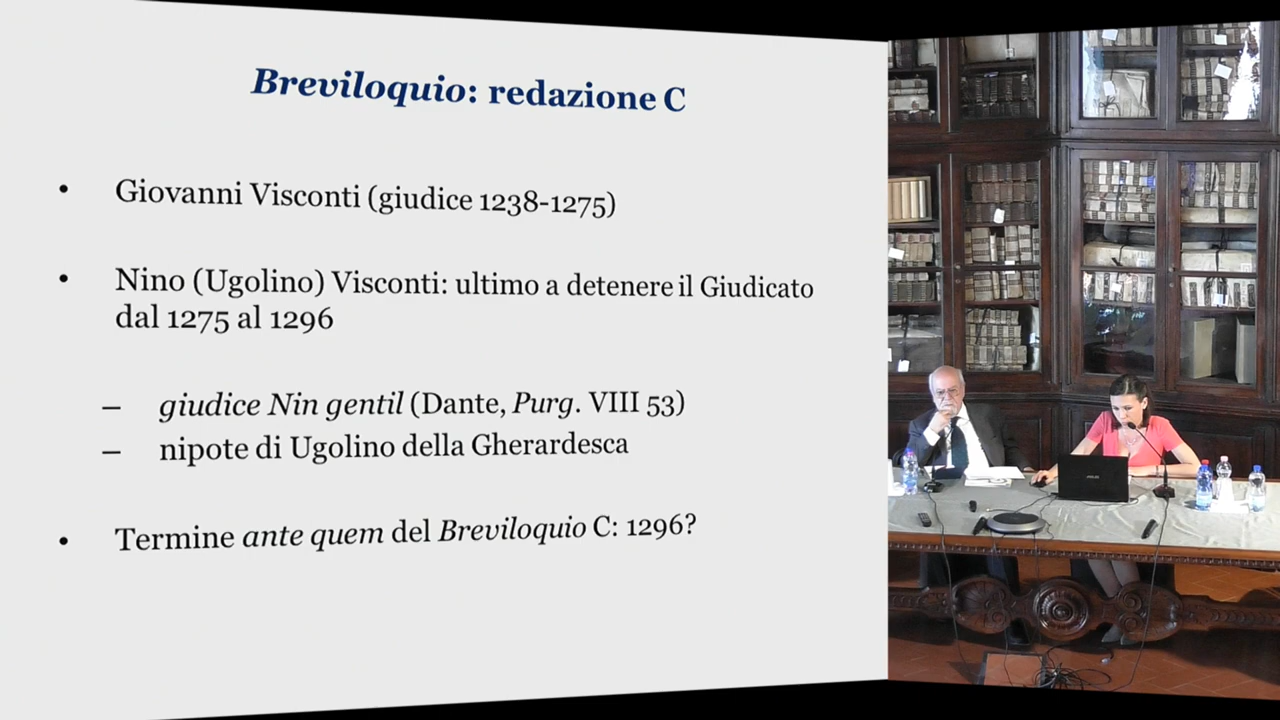 Breviloquio: redazione C
• Giovanni Visconti (giudice 1238-1275)
• Nino (Ugolino) Visconti: ultimo a detenere il Giudicato
dal 1275 al 1296
– giudice Nin gentil (Dante, Purg. VIII 53)
– nipote di Ugolino della Gherardesca
• Termine ante quem del Breviloquio C: 1296?